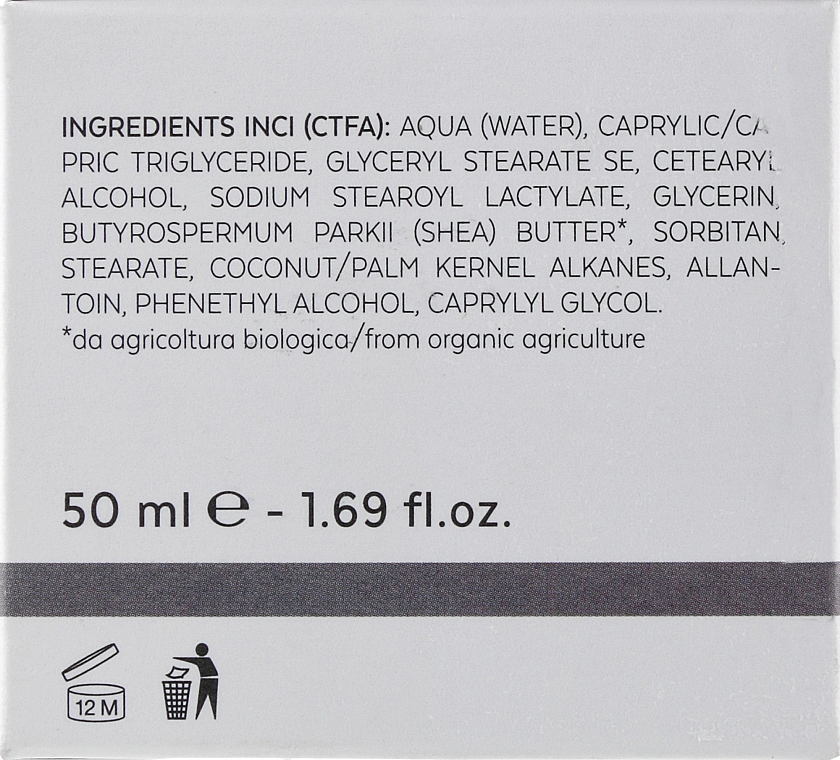 INGREDIENTS INCI (CTFA): AQUA (WATER), CAPRYLIC/CA
PRIC TRIGLYCERIDE, GLYCERYL STEARATE SE, CETEARYL
ALCOHOL, SODIUM STEAROYL LACTYLATE, GLYCERIN,
BUTYROSPERMUM PARKII (SHEA) BUTTER*, SORBITAN,
STEARATE, COCONUT/PALM KERNEL ALKANES, ALLAN-
TOIN, PHENETHYL ALCOHOL, CAPRYLYL GLYCOL.
*da agricoltura biologica/from organic agriculture
50 ml ℮ - 1.69 fl.oz.
12 M